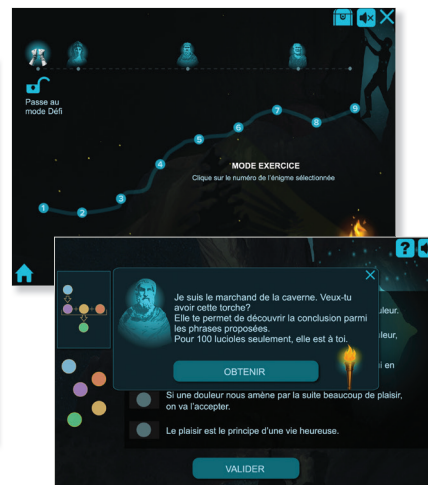 Passe au
mode Défi
1
2
3
4
5
6
7
8
9
MODE EXERCICE
Clique sur le numéro de l'énigme sélectionnée
?
Je suis le marchand de la caverne. Veux-tu
avoir cette torche?
Elle te permet de découvrir la conclusion parmi
les phrases proposées.
Pour 100 lucioles seulement, elle est à toi.
OBTENIR
leur.
leur,
i en
Si une douleur nous amène par la suite beaucoup de plaisir,
on va l'accepter.
Le plaisir est le principe d'une vie heureuse.
VALIDER